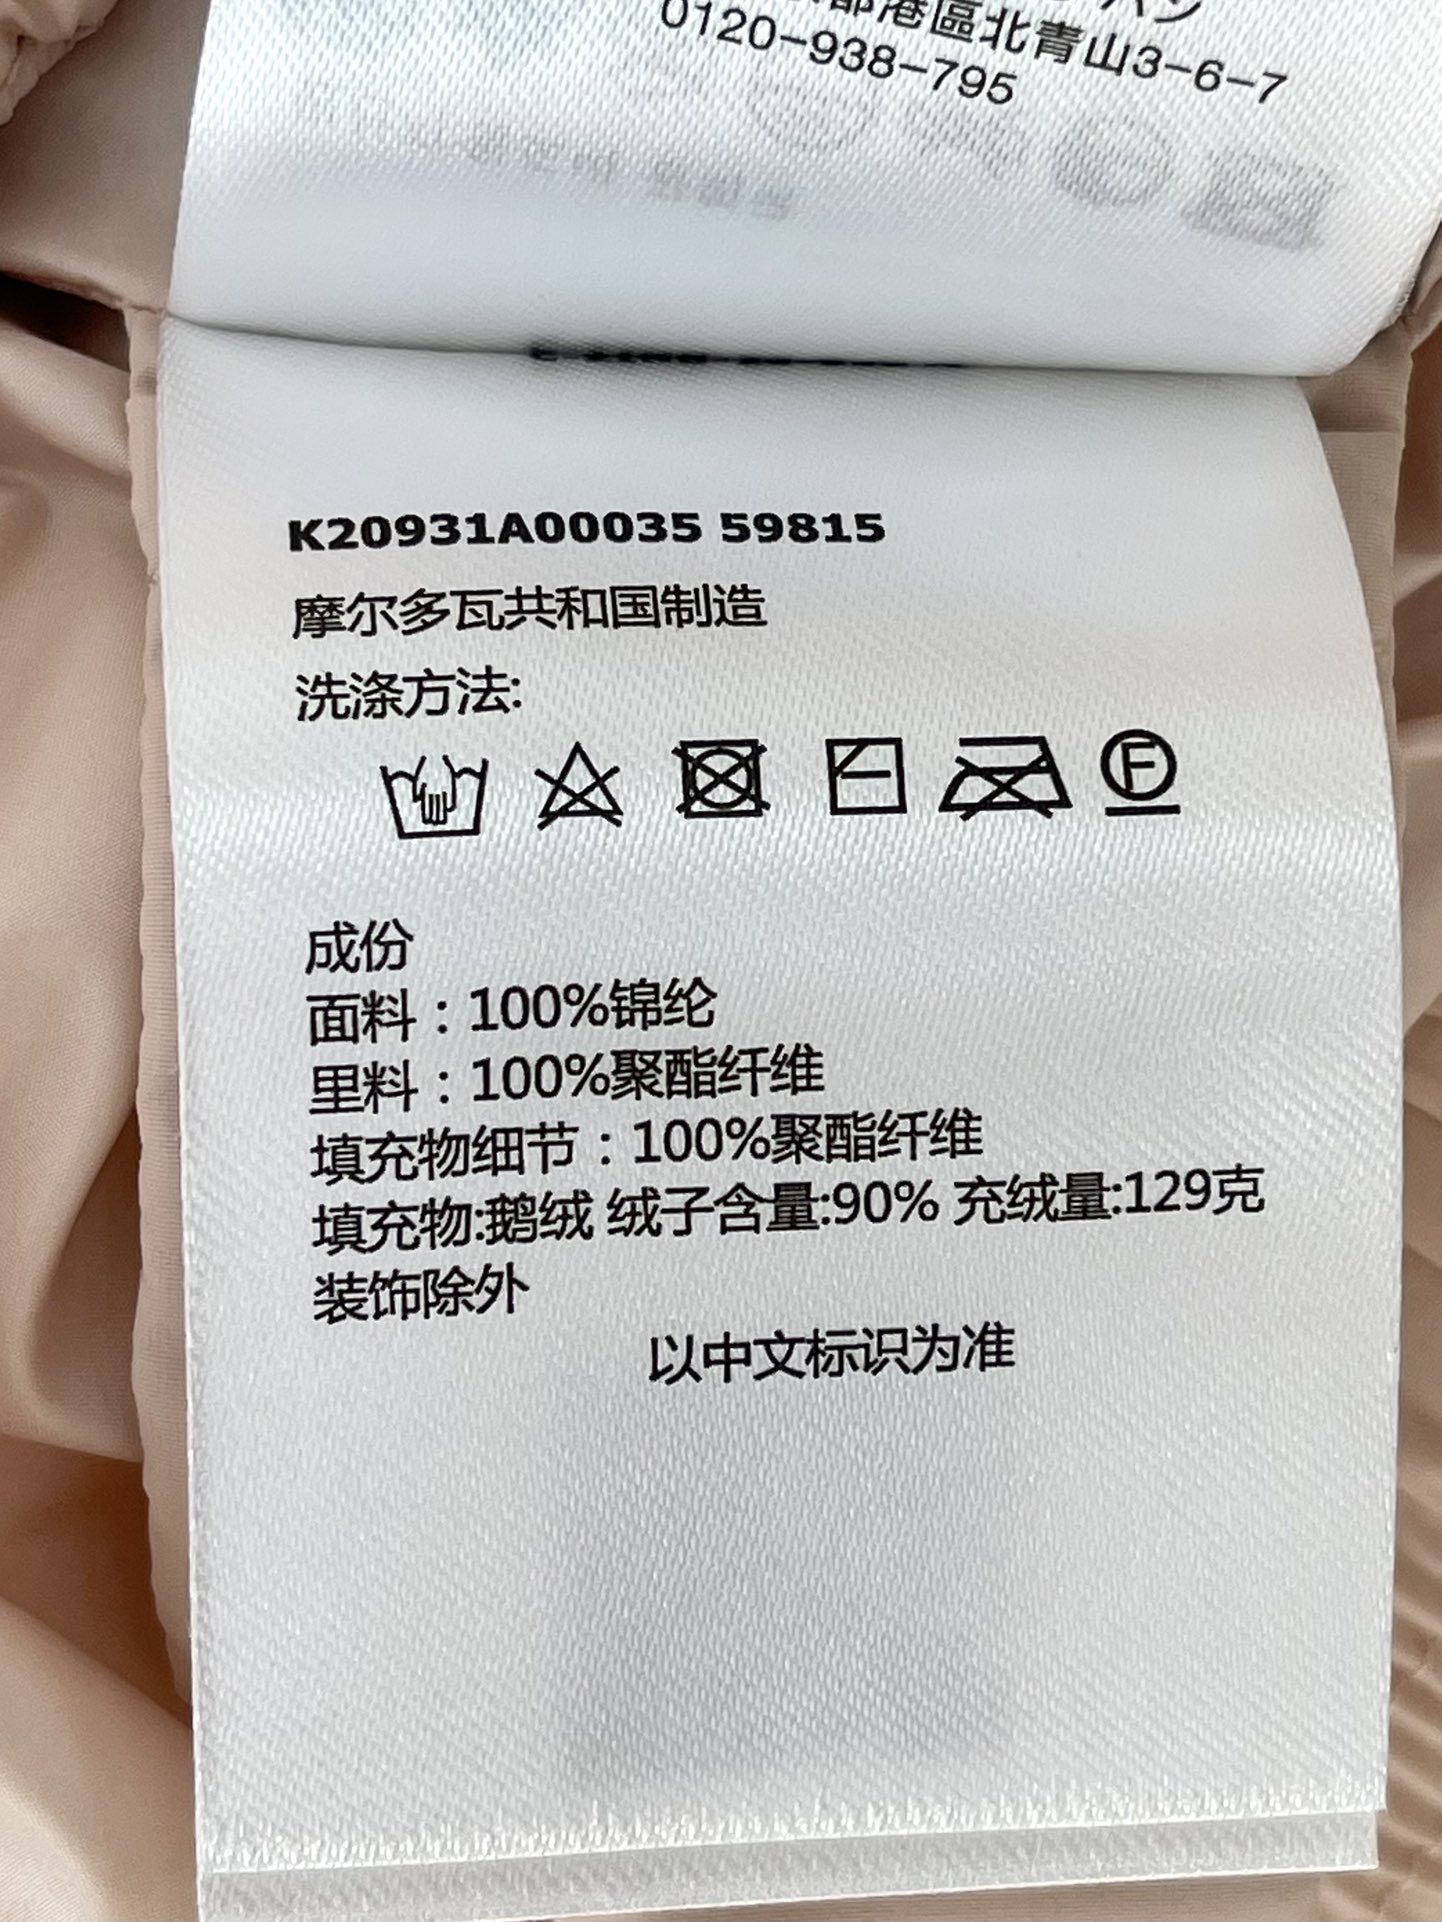 都港區北青山3-6-7
0120-938-795
K20931A00035 59815
摩尔多瓦共和国制造
洗涤方法:
F
成份
面料：100%锦纶
里料：100%聚酯纤维
填充物细节：100%聚酯纤维
填充物:鹅绒 绒子含量:90% 充绒量:129克
装饰除外
以中文标识为准